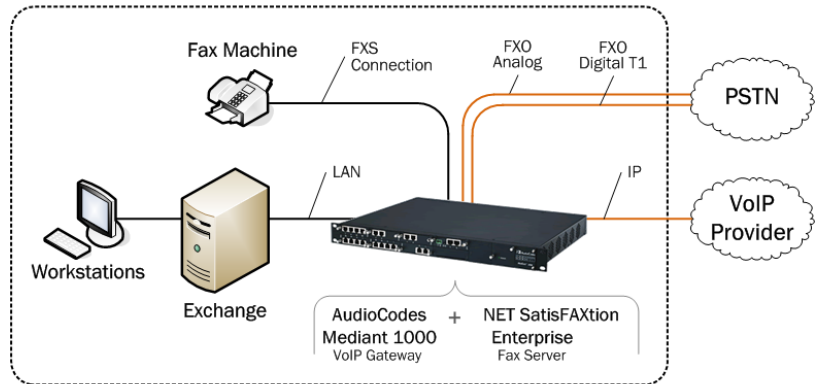 Fax Machine
FXS
Connection
FXO
Analog
FXO
Digital T1
PSTN
LAN
IP
VoIP
Provider
Workstations
Exchange
AudioCodes
Mediant 1000
VoIP Gateway
+
NET SatisFAXtion
Enterprise
Fax Server